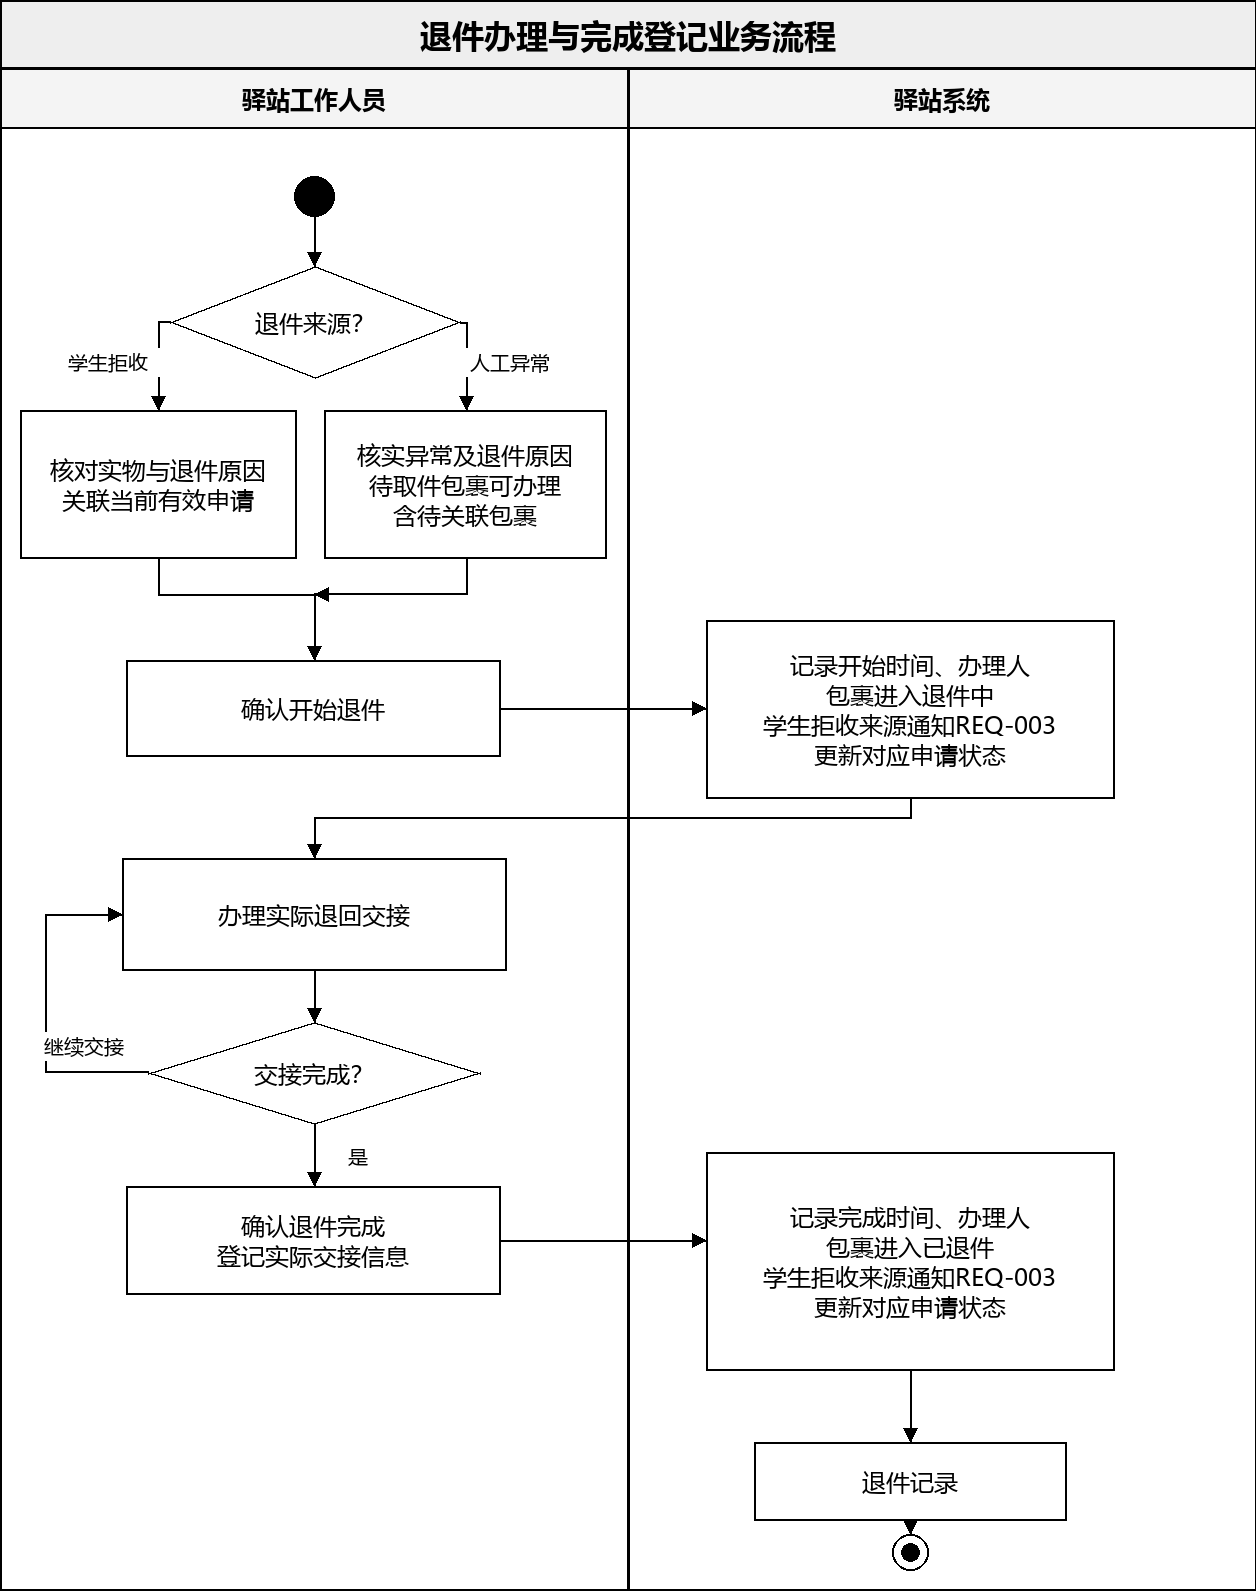 退件办理与完成登记业务流程
驿站工作人员
驿站系统
退件来源?
学生拒收
人工异常
核对实物与退件原因
关联当前有效申请
核实异常及退件原因
待取件包裹可办理
含待关联包裹
确认开始退件
记录开始时间、办理人
包裹进入退件中
学生拒收来源通知REQ-003
更新对应申请状态
办理实际退回交接
继续交接
交接完成?
是
确认退件完成
登记实际交接信息
记录完成时间、办理人
包裹进入已退件
学生拒收来源通知REQ-003
更新对应申请状态
退件记录